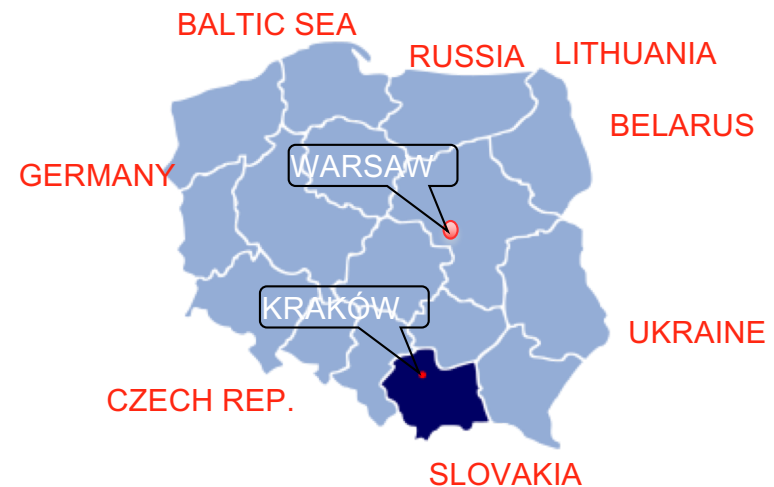 BALTIC SEA
RUSSIA
LITHUANIA
BELARUS
WARSAW
GERMANY
KRAKÓW
UKRAINE
CZECH REP.
SLOVAKIA